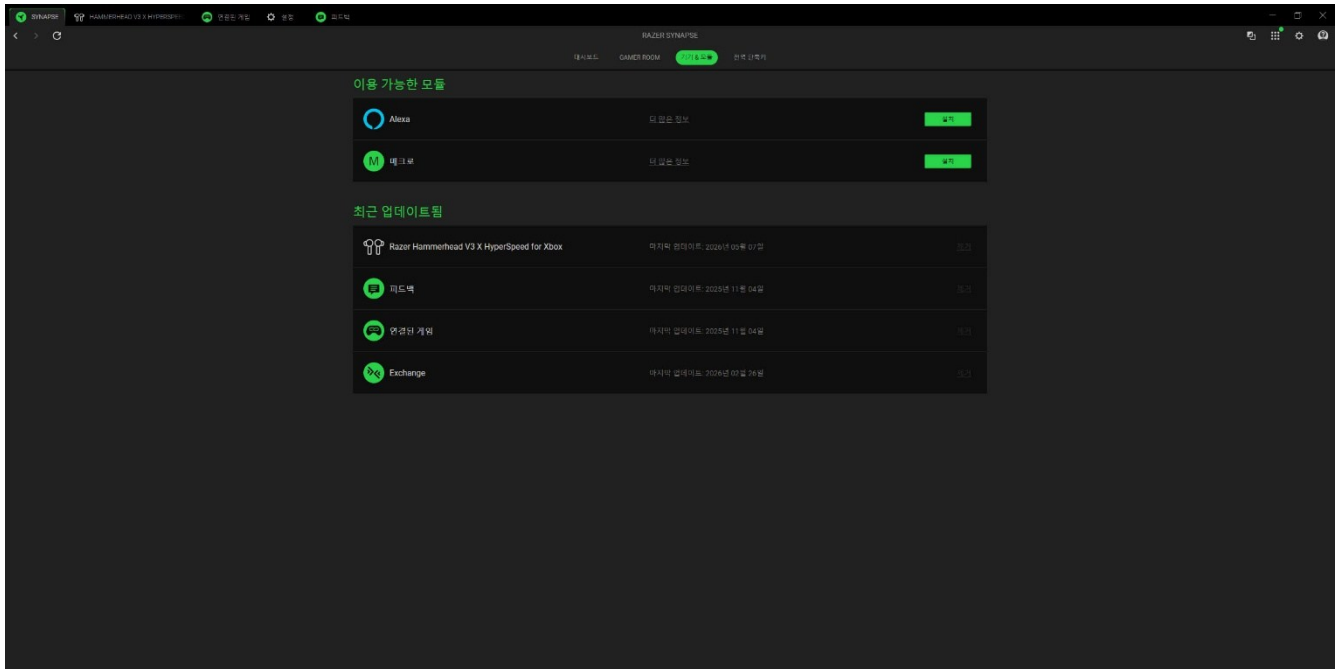 SYNAPSE
HAMMERHEAD V3 X HYPERSPE
연결된 게임
설정
피드백
RAZER SYNAPSE
대시보드
GAMER ROOM
기기 & 모듈
전역 단축키
이용 가능한 모듈
Alexa
더 많은 정보
설치
M
매크로
더 많은 정보
설치
최근 업데이트됨
Razer Hammerhead V3 X HyperSpeed for Xbox
마지막 업데이트: 2026년 03월 07일
피드백
마지막 업데이트: 2025년 11월 04일
연결된 게임
마지막 업데이트: 2025년 11월 04일
Exchange
마지막 업데이트: 2026년 02월 26일